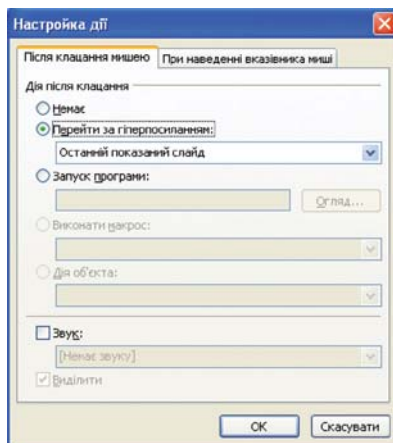 Настройка дії
Після клацання мишею При наведенні вказівника миші
Дія після клацання
Немає
Перейти за гіперпосиланням:
Останній показаний слайд
Запуск програми:
Огляд...
Виконати макрос:
Дія об'єкта:
Звук:
[Немає звуку]
Виділити
ОК Скасувати